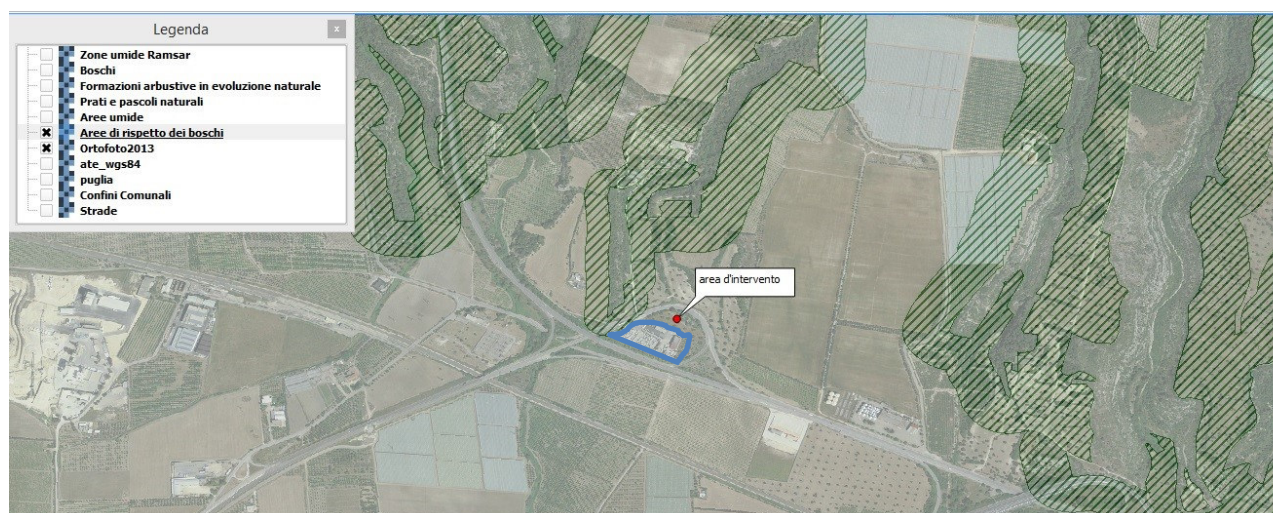 Legenda
x
Zone umide Ramsar
Boschi
Formazioni arbustive in evoluzione naturale
Prati e pascoli naturali
Aree umide
Aree di rispetto dei boschi
Ortofoto2013
ate_wgs84
puglia
Confini Comunali
Strade
area d'intervento